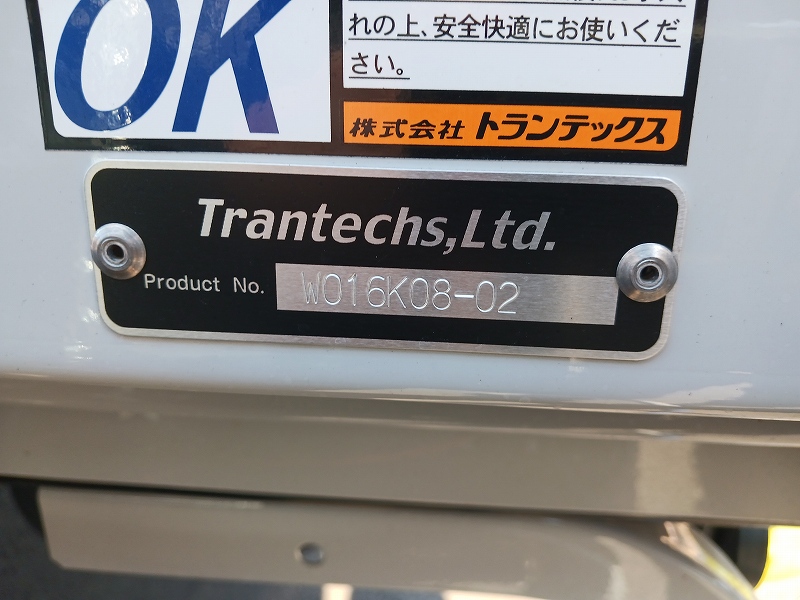 OK
れの上、安全快適にお使いくだ
さい。
株式会社 トランテックス
Trantechs,Ltd.
Product No. W016K08-02